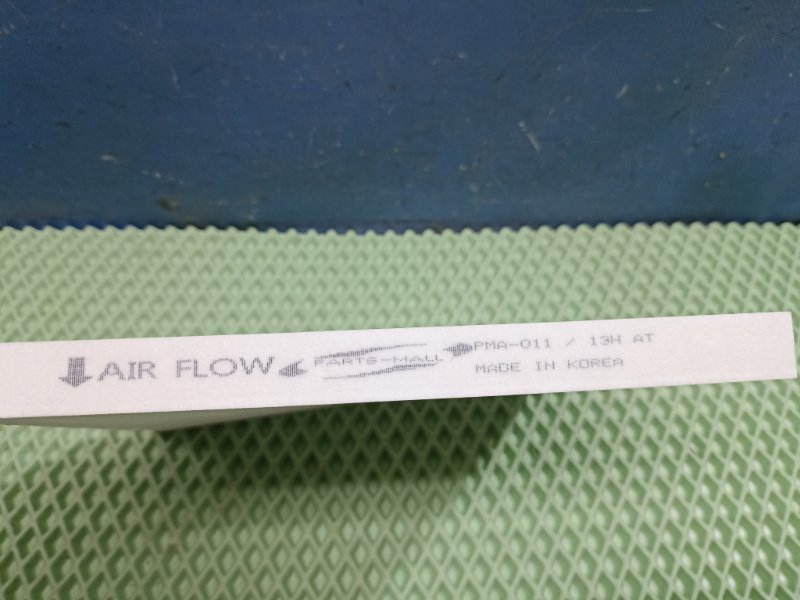 AIR FLOW
PARTS-MALL
PMA-011 / 13H AT
MADE IN KOREA